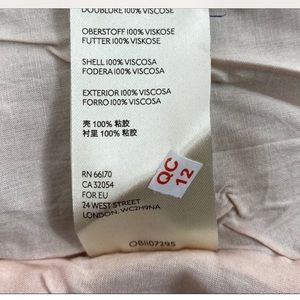 DOUBLURE 100% VISCOSE
OBERSTOFF 100% VISKOSE
FUTTER 100% VISKOSE
SHELL 100% VISCOSA
FODERA 100% VISCOSA
EXTERIOR 100% VISCOSA
FORRO 100% VISCOSA
壳 100% 粘胶
衬里 100% 粘胶
RN 66170
CA 32054
FOR EU
24 WEST STREET
LONDON, WC2H9NA
QC
12
OBII07295